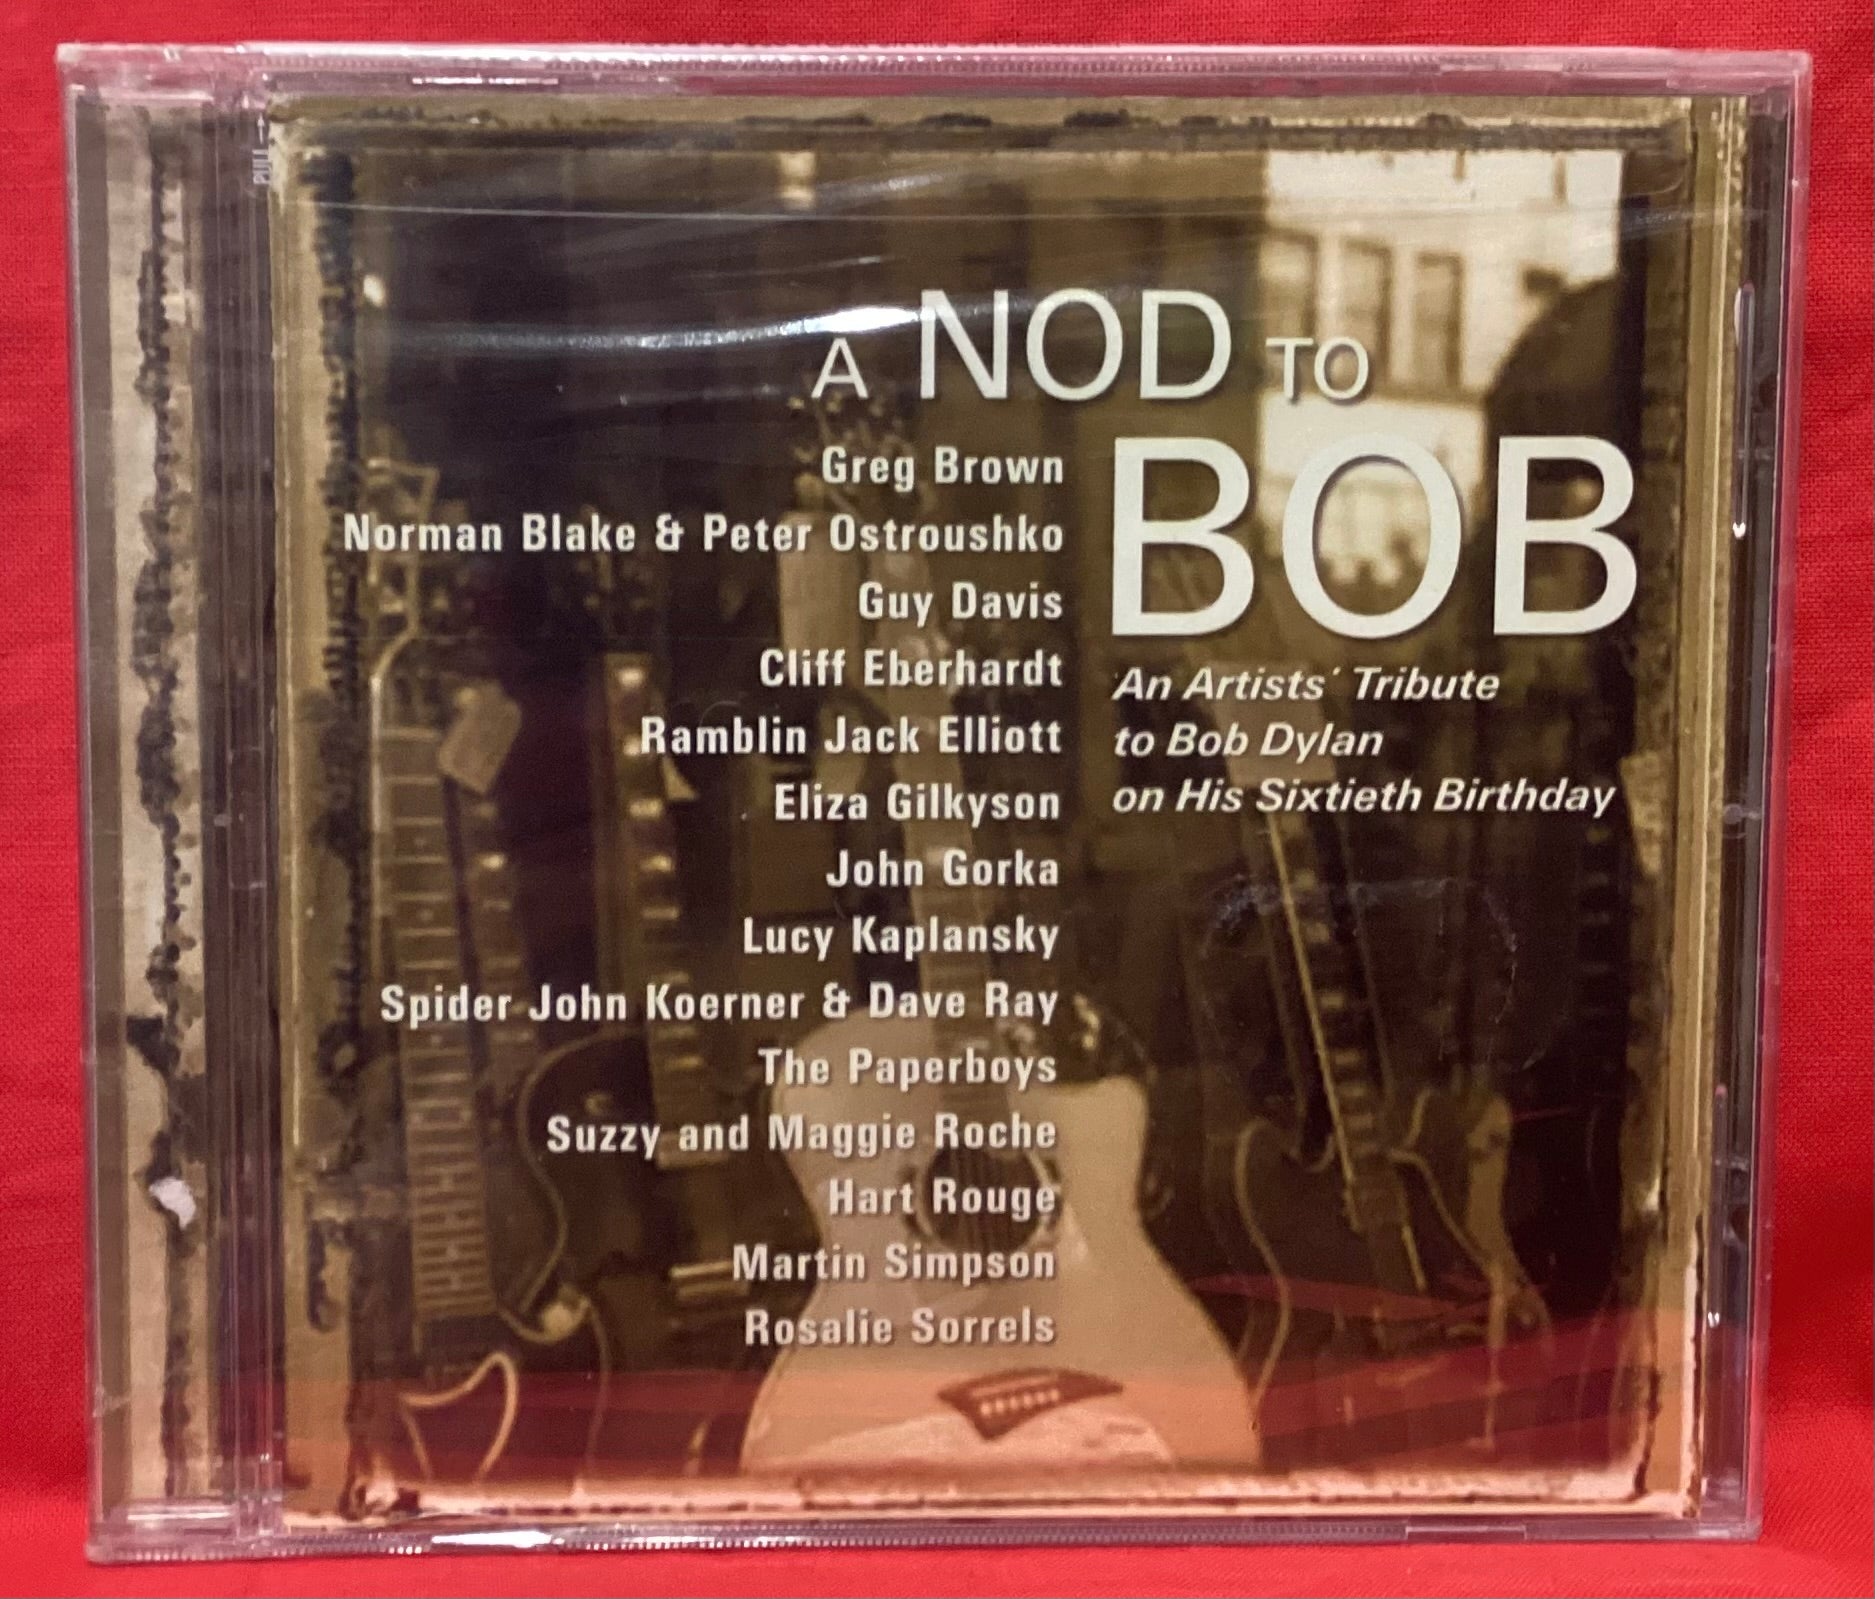 A NOD TO
BOB
An Artists' Tribute
to Bob Dylan
on His Sixtieth Birthday
Greg Brown
Norman Blake & Peter Ostroushko
Guy Davis
Cliff Eberhardt
Ramblin Jack Elliott
Eliza Gilkyson
John Gorka
Lucy Kaplansky
Spider John Koerner & Dave Ray
The Paperboys
Suzzy and Maggie Roche
Hart Rouge
Martin Simpson
Rosalie Sorrels
PULL